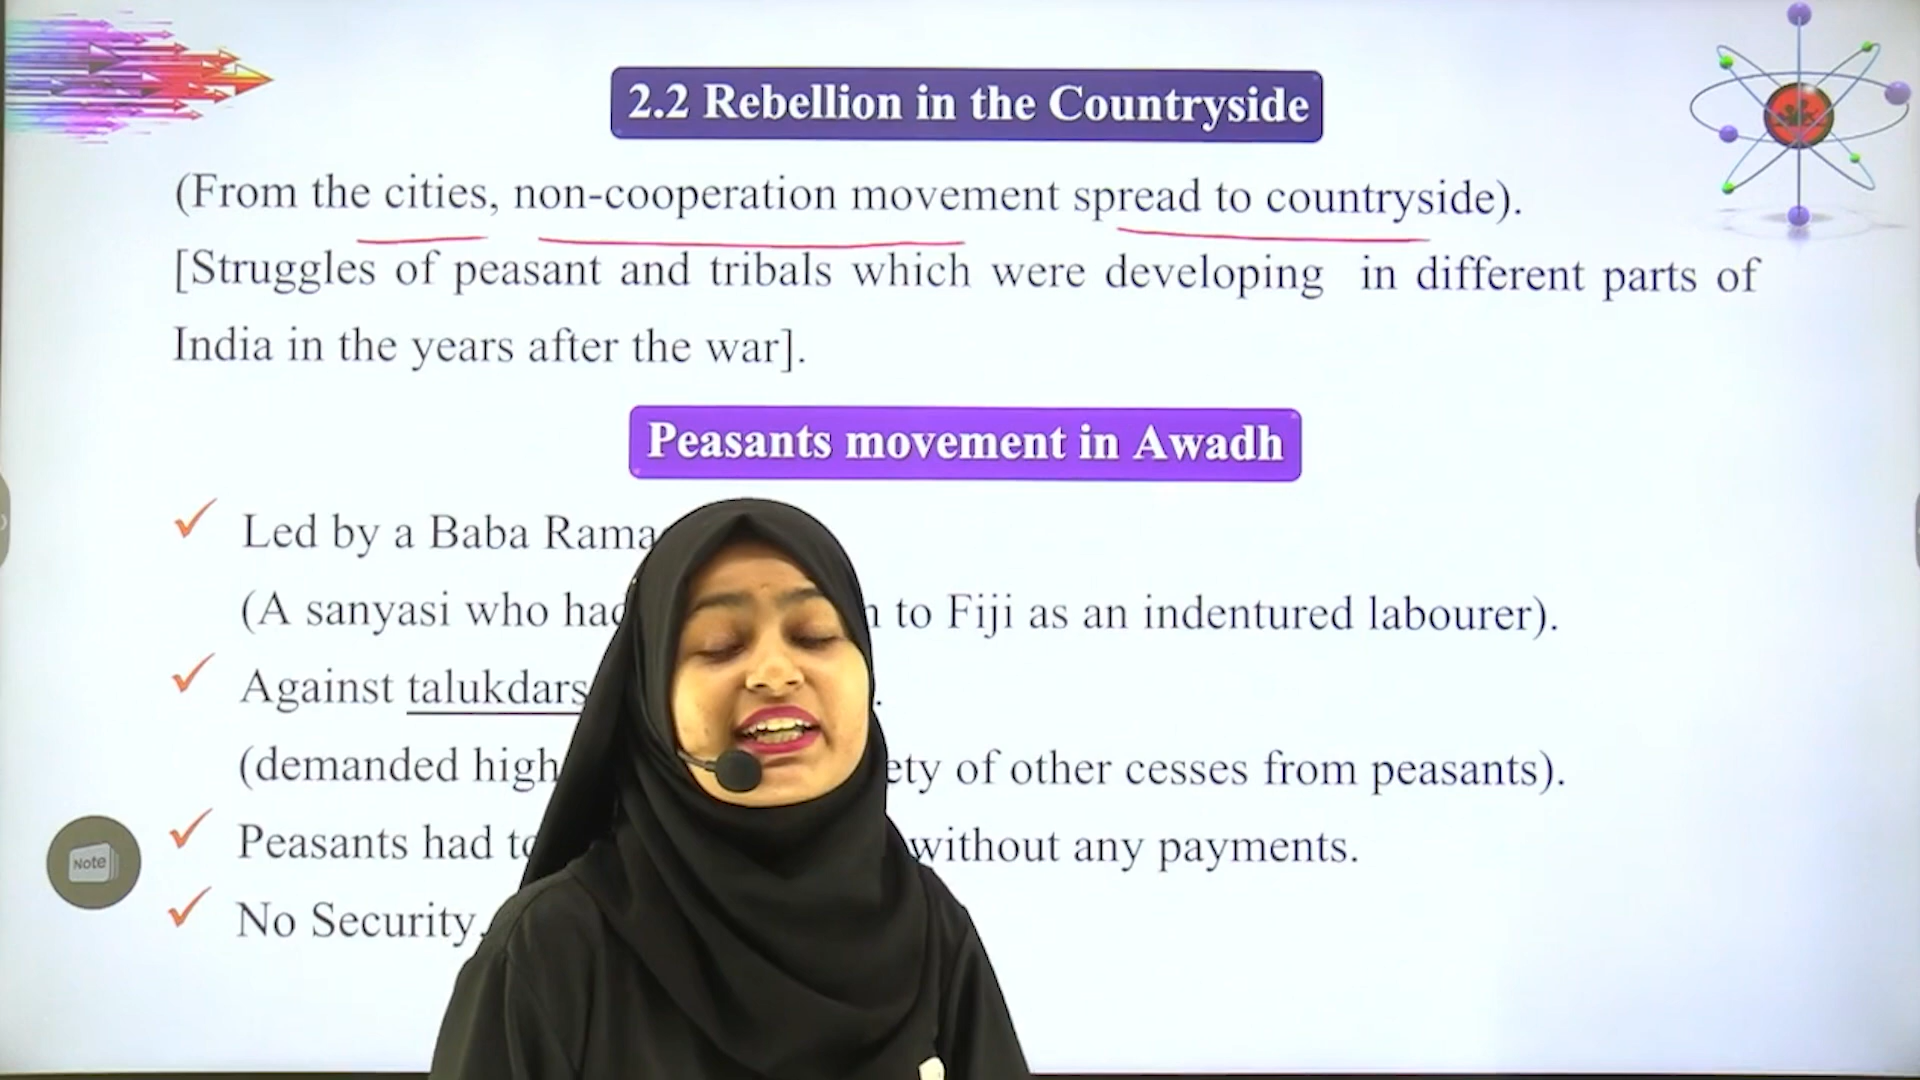 2.2 Rebellion in the Countryside
(From the cities, non-cooperation movement spread to countryside).
[Struggles of peasant and tribals which were developing in different parts of
India in the years after the war].
Peasants movement in Awadh
Led by a Baba
(A sanyasi who had to Fiji as an indentured labourer).
Against talukdars
(demanded high of other cesses from peasants).
Peasants had without any payments.
Note
No Security